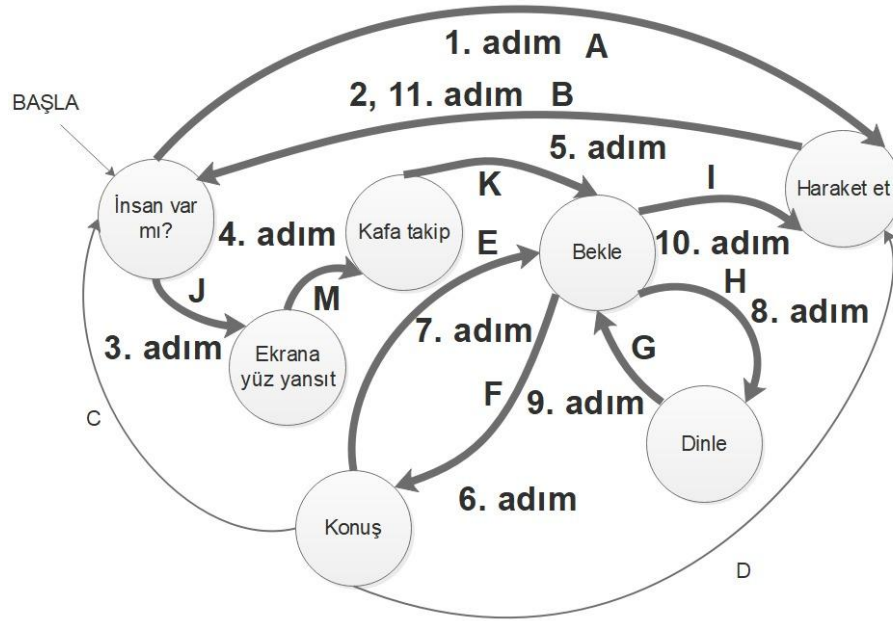 1. adım A
2, 11. adım B
BAŞLA
5. adım
K
I
İnsan var
mı?
4. adım
Kafa takip
E
Bekle
10. adım
Haraket et
J
M
H
3. adım
7. adım
8. adım
Ekrana
yüz yansıt
G
F
9. adım
C
Dinle
6. adım
Konuş
D